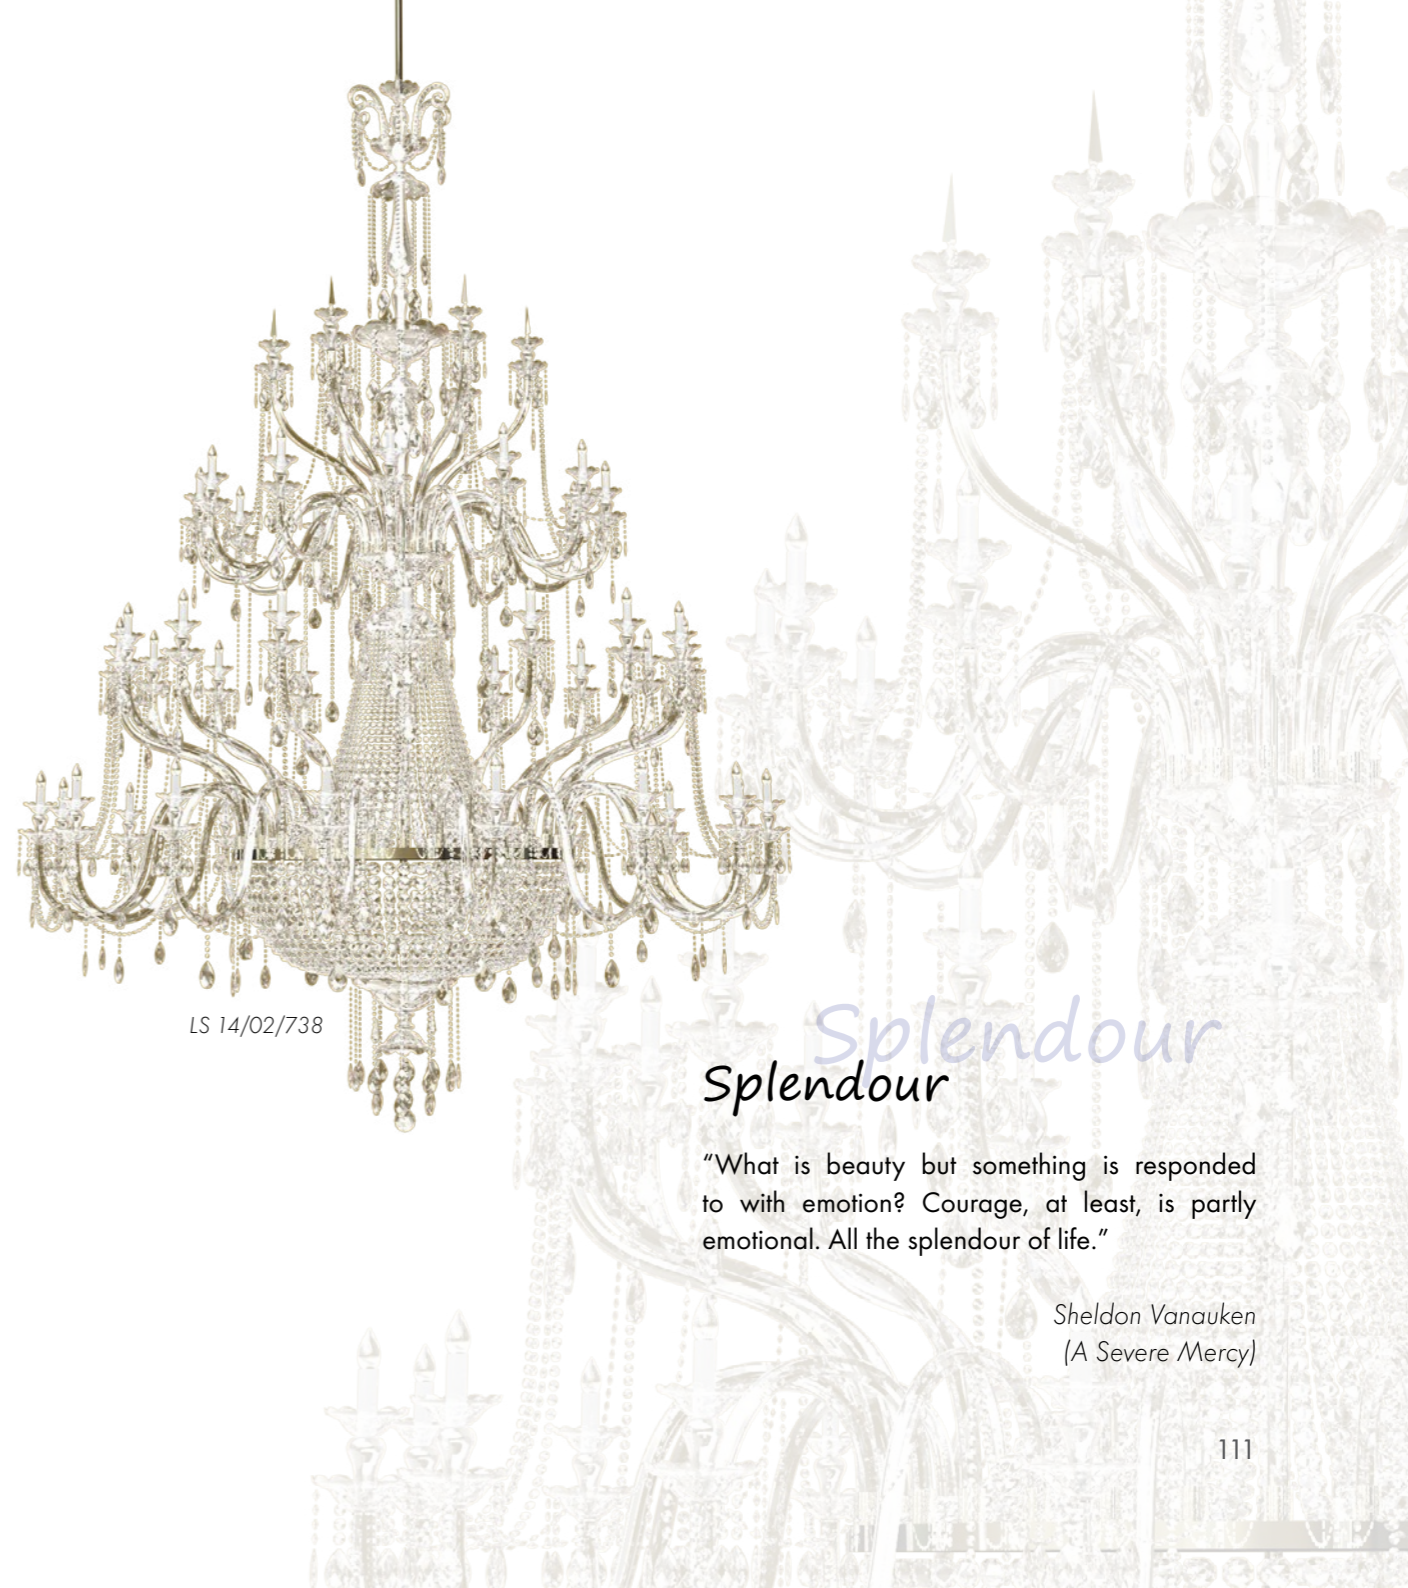 LS 14/02/738
Splendour
Splendour
“What is beauty but something is responded
to with emotion? Courage, at least, is partly
emotional. All the splendour of life.”
Sheldon Vanauken
(A Severe Mercy)
111